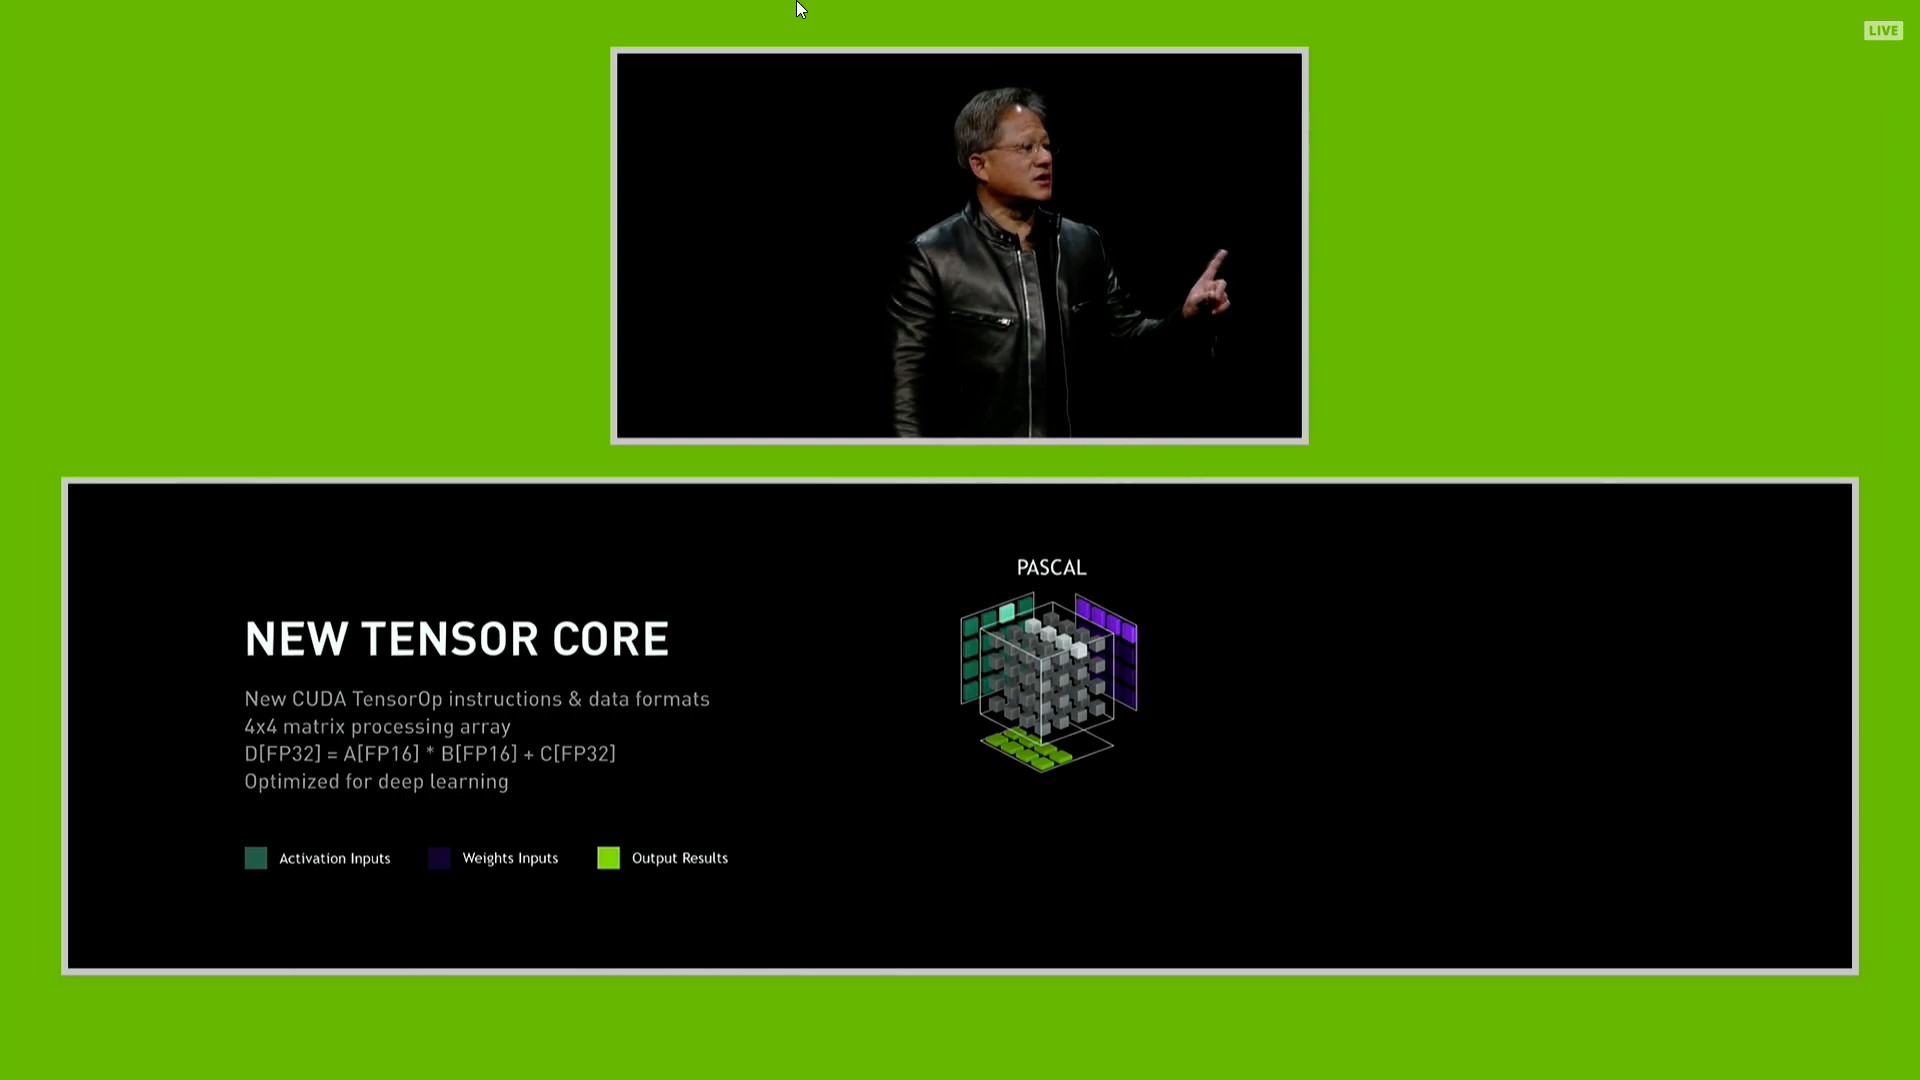 LIVE
PASCAL
NEW TENSOR CORE
New CUDA TensorOp instructions & data formats
4x4 matrix processing array
D[FP32] = A[FP16] * B[FP16] + C[FP32]
Optimized for deep learning
Activation Inputs
Weights Inputs
Output Results